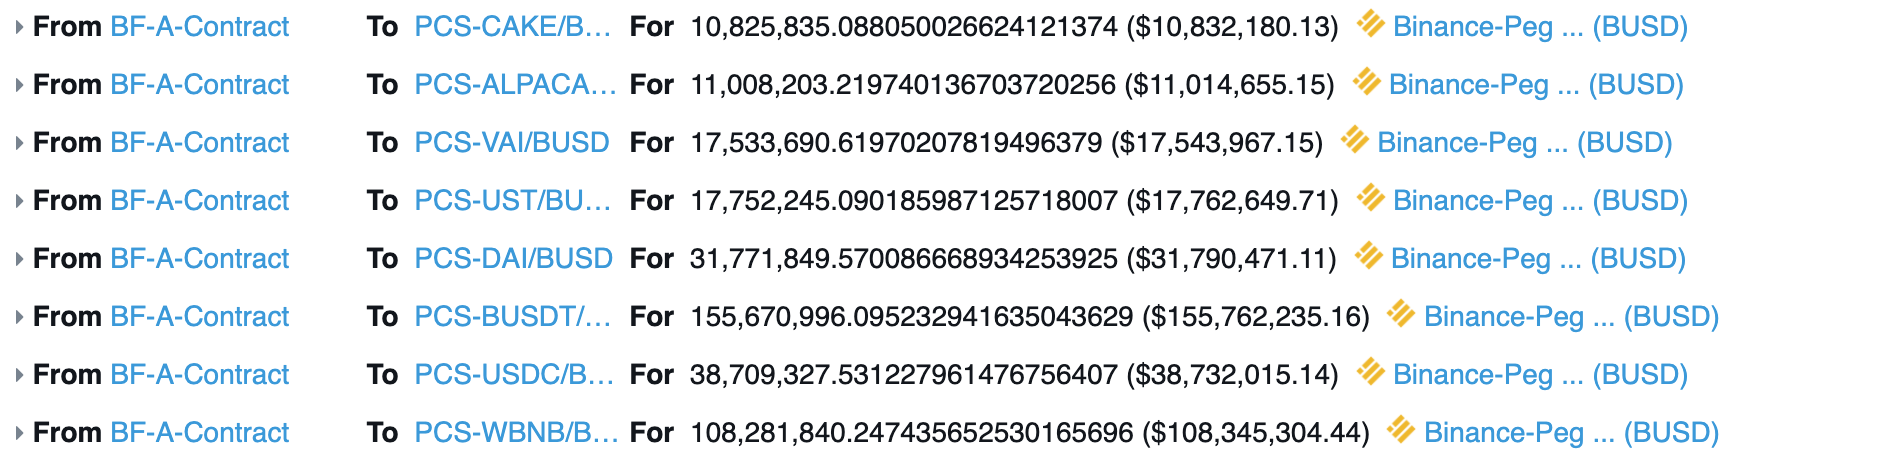 From BF-A-Contract To PCS-CAKE/B... For 10,825,835.088050026624121374 ($10,832,180.13) Binance-Peg ... (BUSD)
From BF-A-Contract To PCS-ALPACA... For 11,008,203.219740136703720256 ($11,014,655.15) Binance-Peg ... (BUSD)
From BF-A-Contract To PCS-VAI/BUSD For 17,533,690.61970207819496379 ($17,543,967.15) Binance-Peg ... (BUSD)
From BF-A-Contract To PCS-UST/BU... For 17,752,245.090185987125718007 ($17,762,649.71) Binance-Peg ... (BUSD)
From BF-A-Contract To PCS-DAI/BUSD For 31,771,849.570086668934253925 ($31,790,471.11) Binance-Peg ... (BUSD)
From BF-A-Contract To PCS-BUSDT/... For 155,670,996.095232941635043629 ($155,762,235.16) Binance-Peg ... (BUSD)
From BF-A-Contract To PCS-USDC/B... For 38,709,327.531227961476756407 ($38,732,015.14) Binance-Peg ... (BUSD)
From BF-A-Contract To PCS-WBNB/B... For 108,281,840.247435652530165696 ($108,345,304.44) Binance-Peg ... (BUSD)